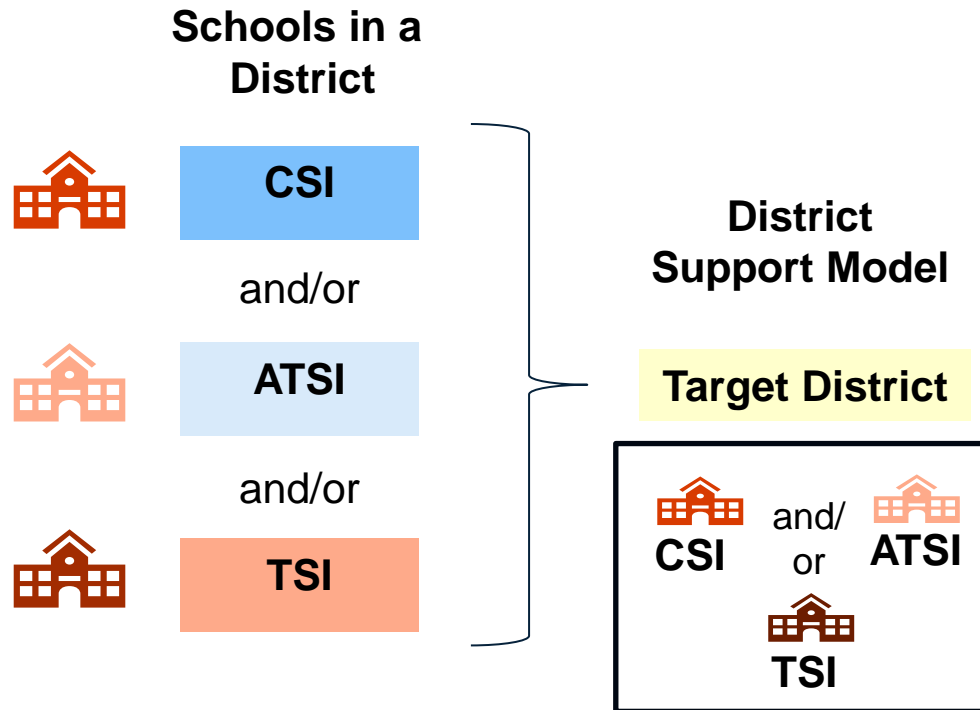 Schools in a
District
CSI
and/or
ATSI
and/or
TSI
District
Support Model
Target District
CSI
and/
or
ATSI
TSI